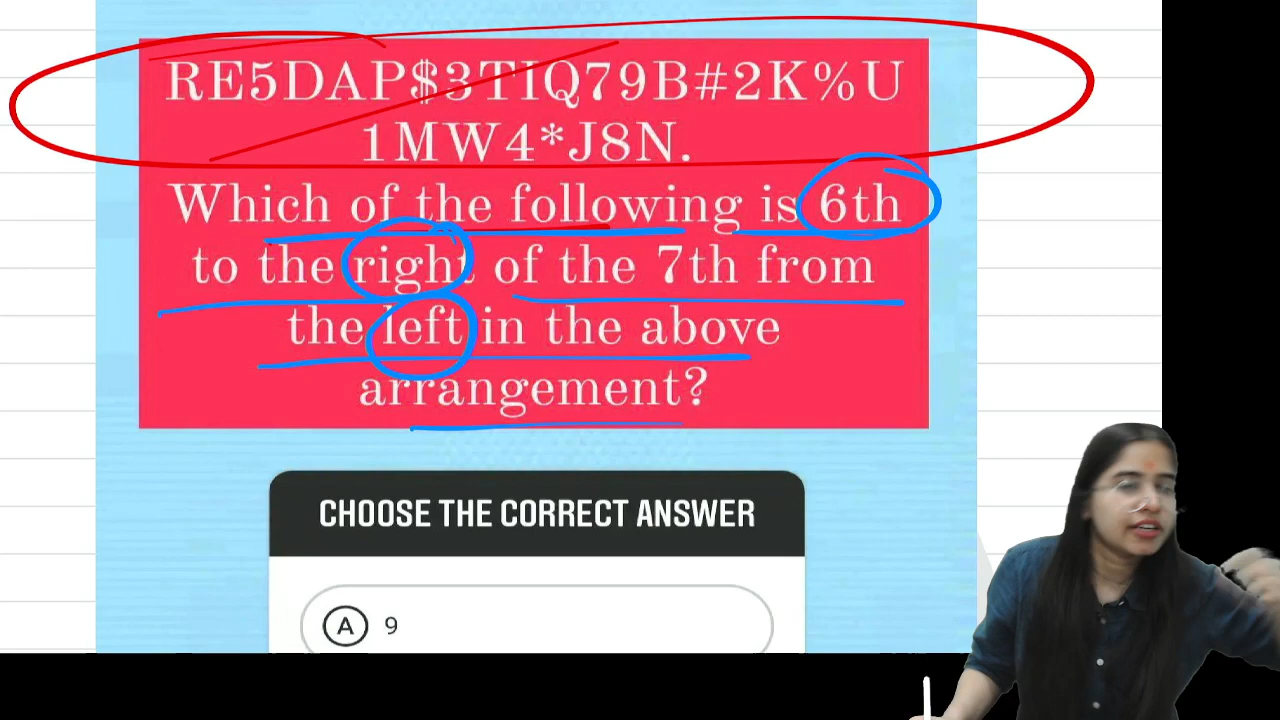 RE5DAP$3TIQ79B#2K%U
1MW4*J8N.
Which of the following is 6th
to the right of the 7th from
the left in the above
arrangement?
CHOOSE THE CORRECT ANSWER
A 9